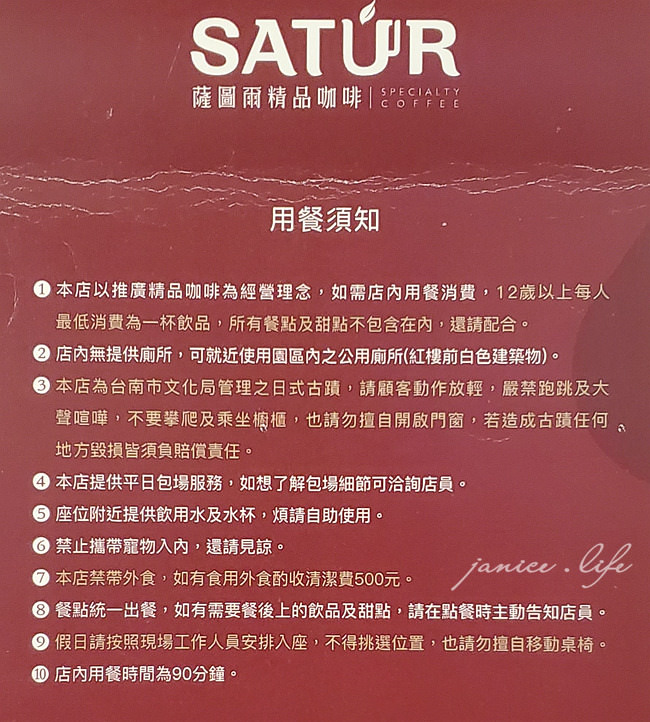 SATUR
薩圖爾精品咖啡 | SPECIALTY COFFEE
用餐須知
❶ 本店以推廣精品咖啡為經營理念，如需店內用餐消費，12歲以上每人
最低消費為一杯飲品，所有餐點及甜點不包含在內，還請配合。
❷ 店內無提供廁所，可就近使用園區內之公用廁所(紅樓前白色建築物)。
❸ 本店為台南市文化局管理之日式古蹟，請顧客動作放輕，嚴禁跑跳及大
聲喧嘩，不要攀爬及乘坐櫥櫃，也請勿擅自開啟門窗，若造成古蹟任何
地方毀損皆須負賠償責任。
❹ 本店提供平日包場服務，如想了解包場細節可洽詢店員。
❺ 座位附近提供飲用水及水杯，煩請自助使用。
❻ 禁止攜帶寵物入內，還請見諒。
janice.life
❼ 本店禁帶外食，如有食用外食酌收清潔費500元。
❽ 餐點統一出餐，如有需要餐後上的飲品及甜點，請在點餐時主動告知店員。
❾ 假日請按照現場工作人員安排入座，不得挑選位置，也請勿擅自移動桌椅。
❿ 店內用餐時間為90分鐘。